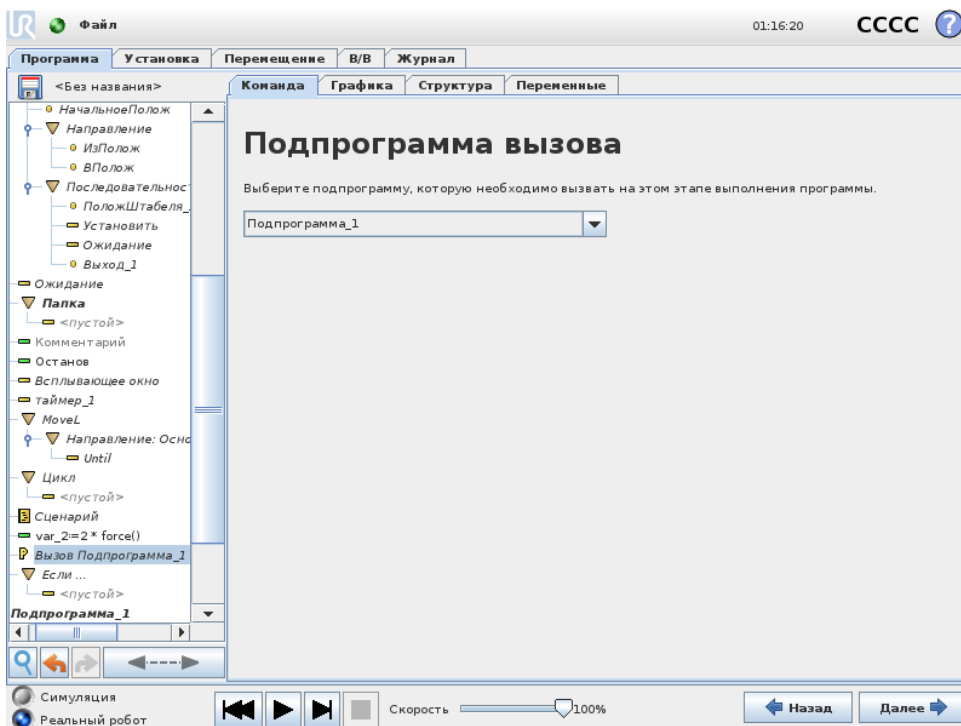 UR Файл 01:16:20 CCCC ?
Программа Установка Перемещение В/В Журнал
<Без названия> Команда Графика Структура Переменные
НачальноеПолож
Направление
ИзПолож
ВПолож
Последовательнос
ПоложШтабеля_
Установить
Ожидание
Выход_1
Ожидание
Папка
<пустой>
Комментарий
Останов
Всплывающее окно
таймер_1
MoveL
Направление: Осно
Until
Цикл
<пустой>
Сценарий
var_2:=2 * force()
Вызов Подпрограмма_1
Если ...
<пустой>
Подпрограмма_1
Подпрограмма вызова
Выберите подпрограмму, которую необходимо вызвать на этом этапе выполнения программы.
Подпрограмма_1
Симуляция
Реальный робот
Скорость 100%
Назад Далее